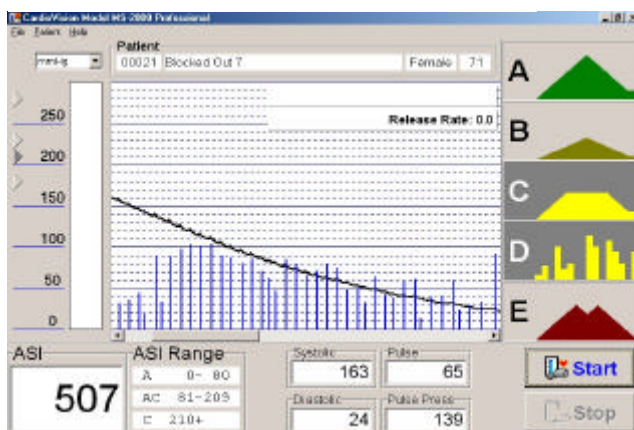 CardioVision Model MS-2000 Professional
File Patient Help
mmHg
Patient
00021 Blocked Out 7 Female 71
Release Rate: 0.0
250
200
150
100
50
0
A
B
C
D
E
ASI
507
ASI Range
A 0- 80
AC 81-209
C 210+
Systolic
163
Pulse
65
Diastolic
24
Pulse Press
139
Start
Stop